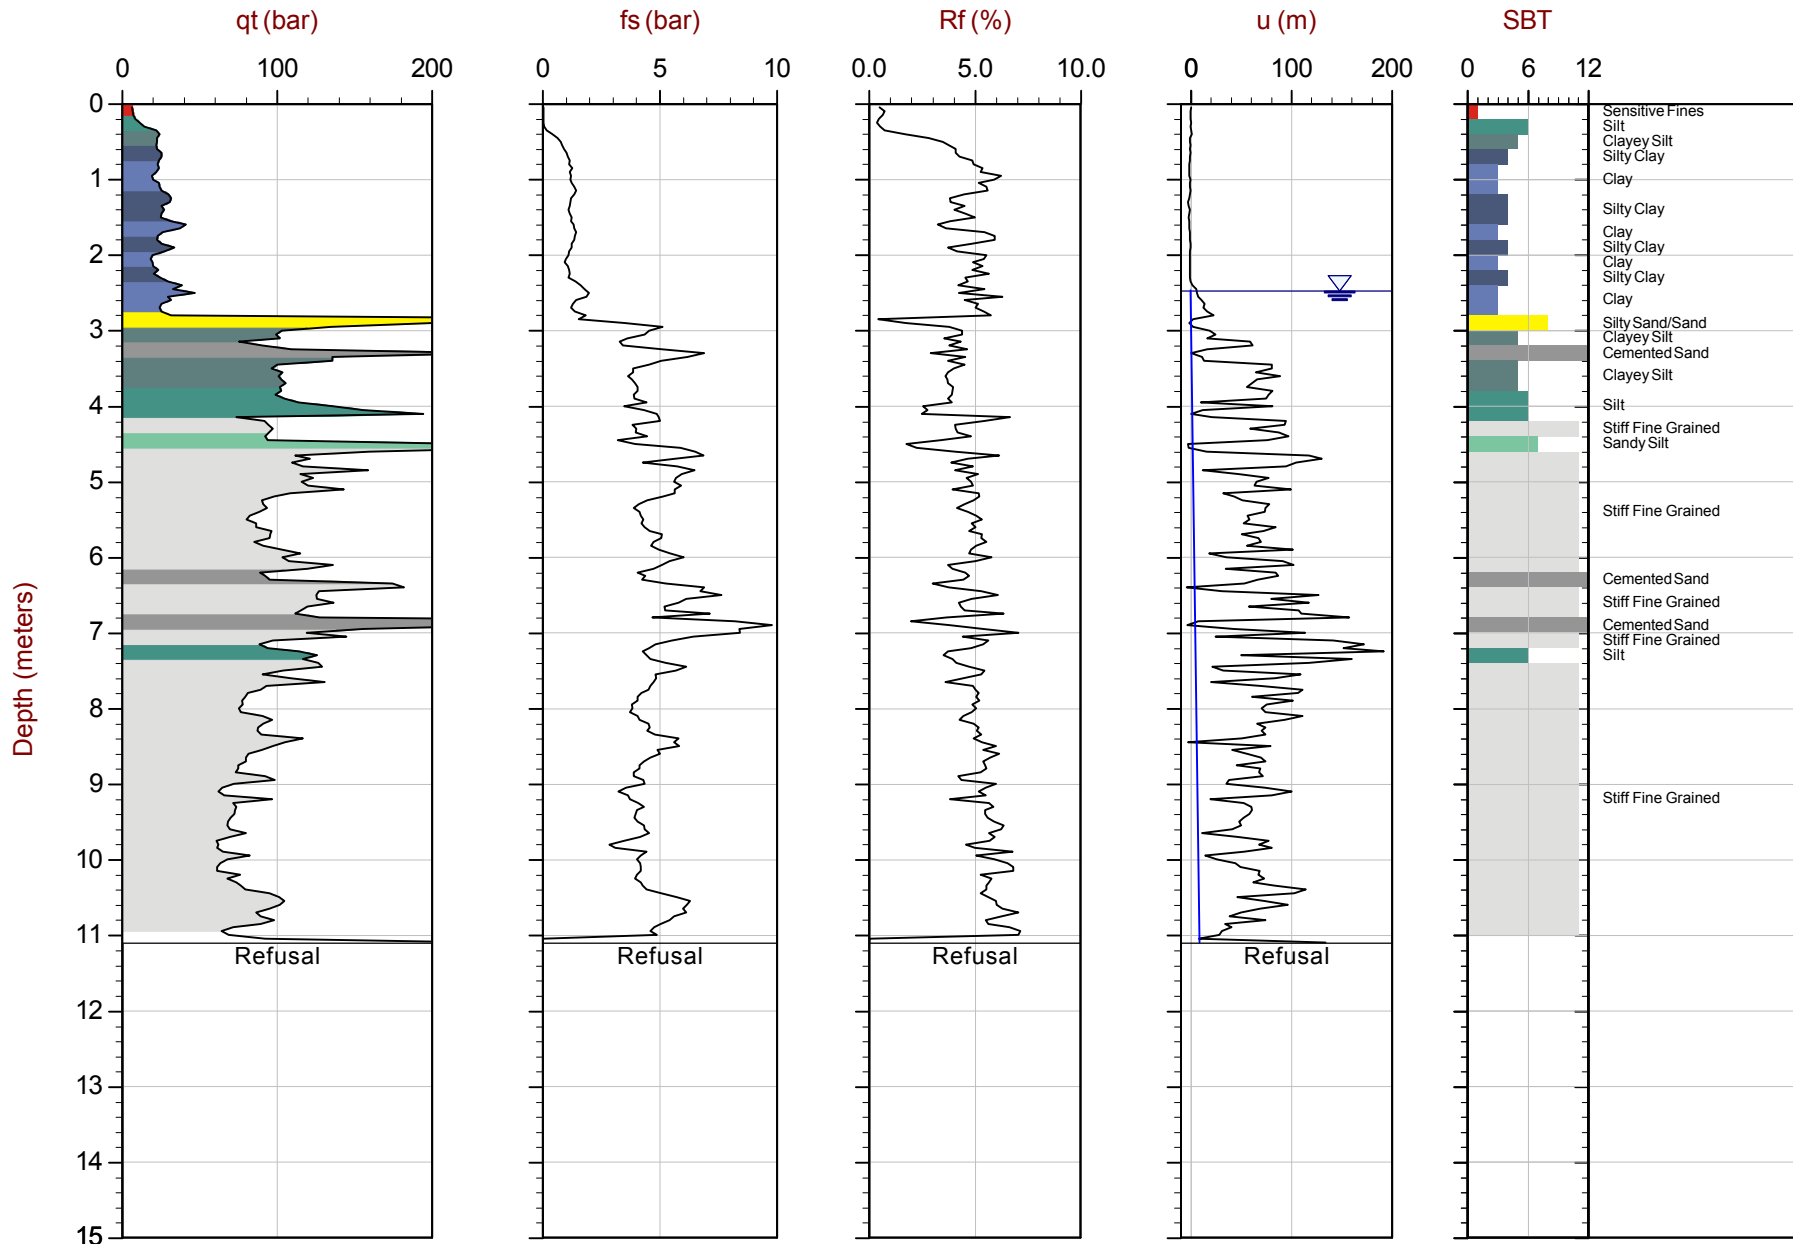 qt (bar) fs (bar) Rf (%) u (m) SBT
0 100 200 0 5 10 0.0 5.0 10.0 0 100 200 0 6 12
0
Sensitive Fines
Silt
Clayey Silt
Silty Clay
1
Clay
Silty Clay
Clay
Silty Clay
2
Clay
Silty Clay
Clay
Silty Sand/Sand
3
Clayey Silt
Cemented Sand
Clayey Silt
4
Silt
Stiff Fine Grained
Sandy Silt
5
Stiff Fine Grained
6
Cemented Sand
Stiff Fine Grained
Cemented Sand
7
Stiff Fine Grained
Silt
8
9
Stiff Fine Grained
10
11
Refusal Refusal Refusal Refusal
12
13
14
15
Depth (meters)